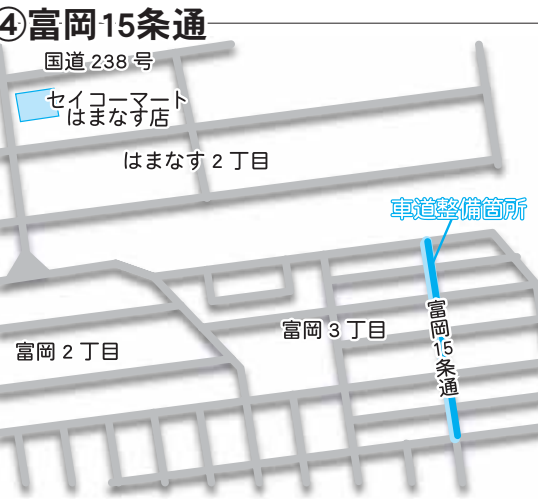 ④富岡15条通
国道 238 号
セイコーマート
はまなす店
はまなす 2 丁目
車道整備箇所
富岡 3 丁目
富岡15条通
富岡 2 丁目